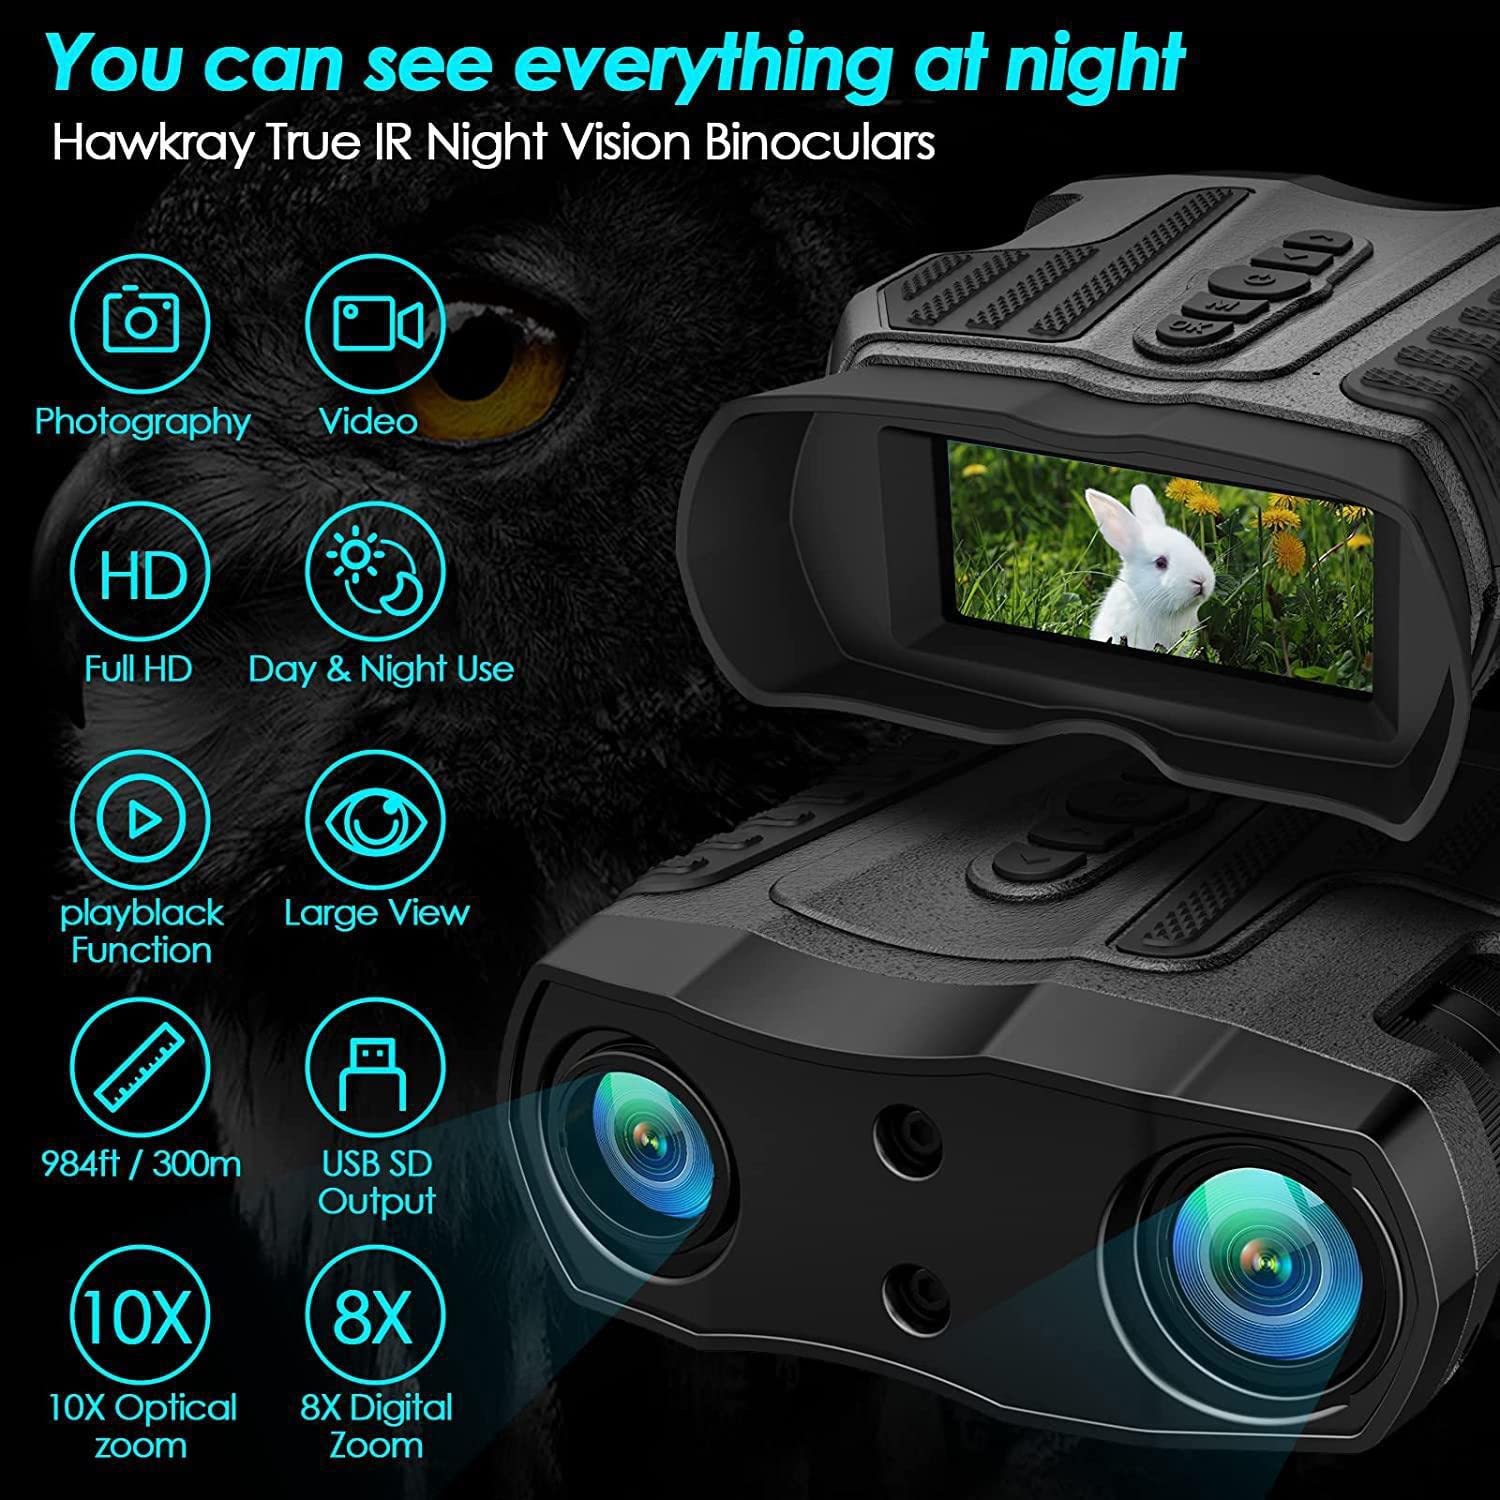 You can see everything at night
Hawkray True IR Night Vision Binoculars
Photography
Video
HD
Full HD
Day & Night Use
playblack
Function
Large View
984ft / 300m
USB SD
Output
10X
10X Optical
zoom
8X
8X Digital
Zoom
M
OK